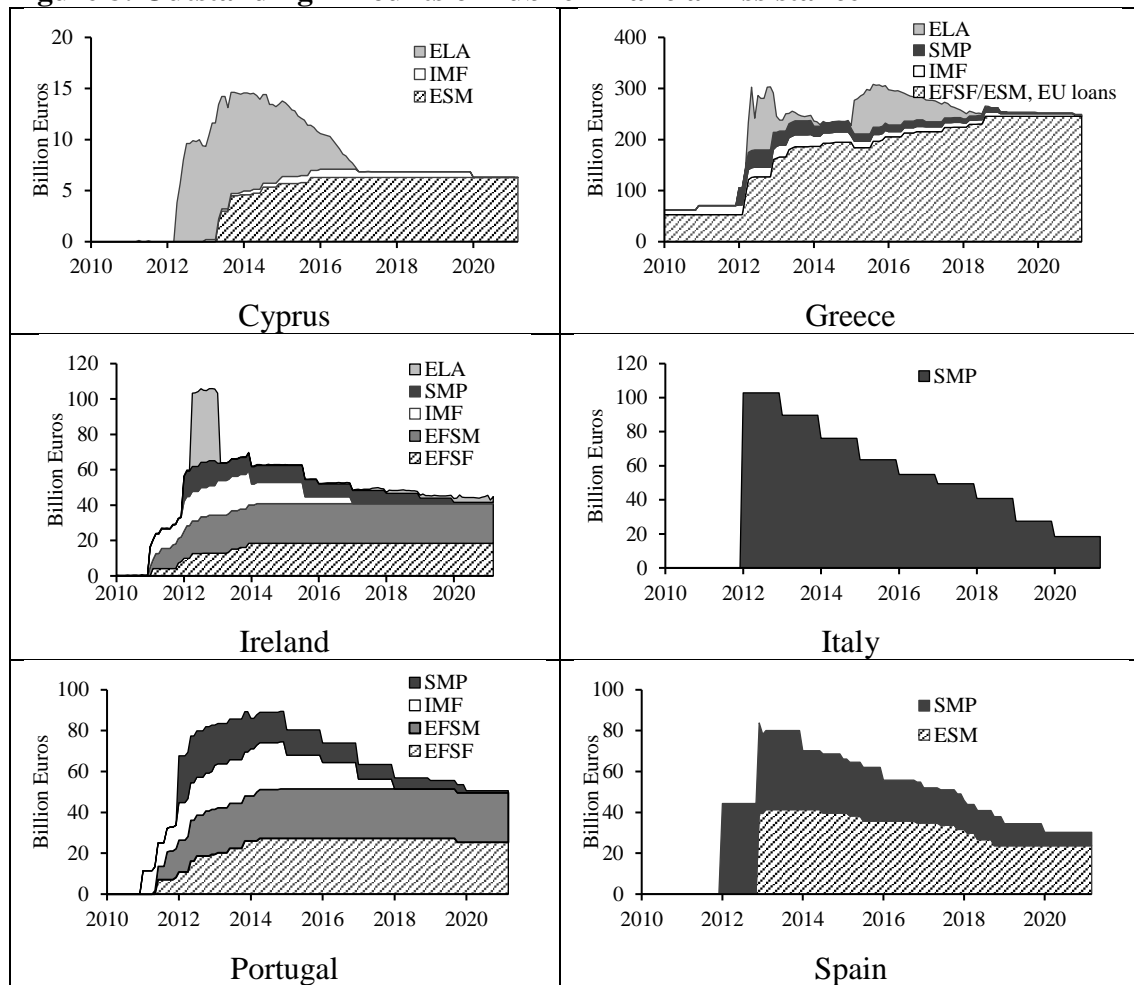 Outstanding Amounts of Public Financial Assistance
Billion Euros
20
15
10
5
0
2010 2012 2014 2016 2018 2020
ELA
IMF
ESM
Cyprus
Billion Euros
400
300
200
100
0
2010 2012 2014 2016 2018 2020
ELA
SMP
IMF
EFSF/ESM, EU loans
Greece
Billion Euros
120
100
80
60
40
20
0
2010 2012 2014 2016 2018 2020
ELA
SMP
IMF
EFSM
EFSF
Ireland
Billion Euros
120
100
80
60
40
20
0
2010 2012 2014 2016 2018 2020
SMP
Italy
Billion Euros
100
80
60
40
20
0
2010 2012 2014 2016 2018 2020
SMP
IMF
EFSM
EFSF
Portugal
Billion Euros
100
80
60
40
20
0
2010 2012 2014 2016 2018 2020
SMP
ESM
Spain